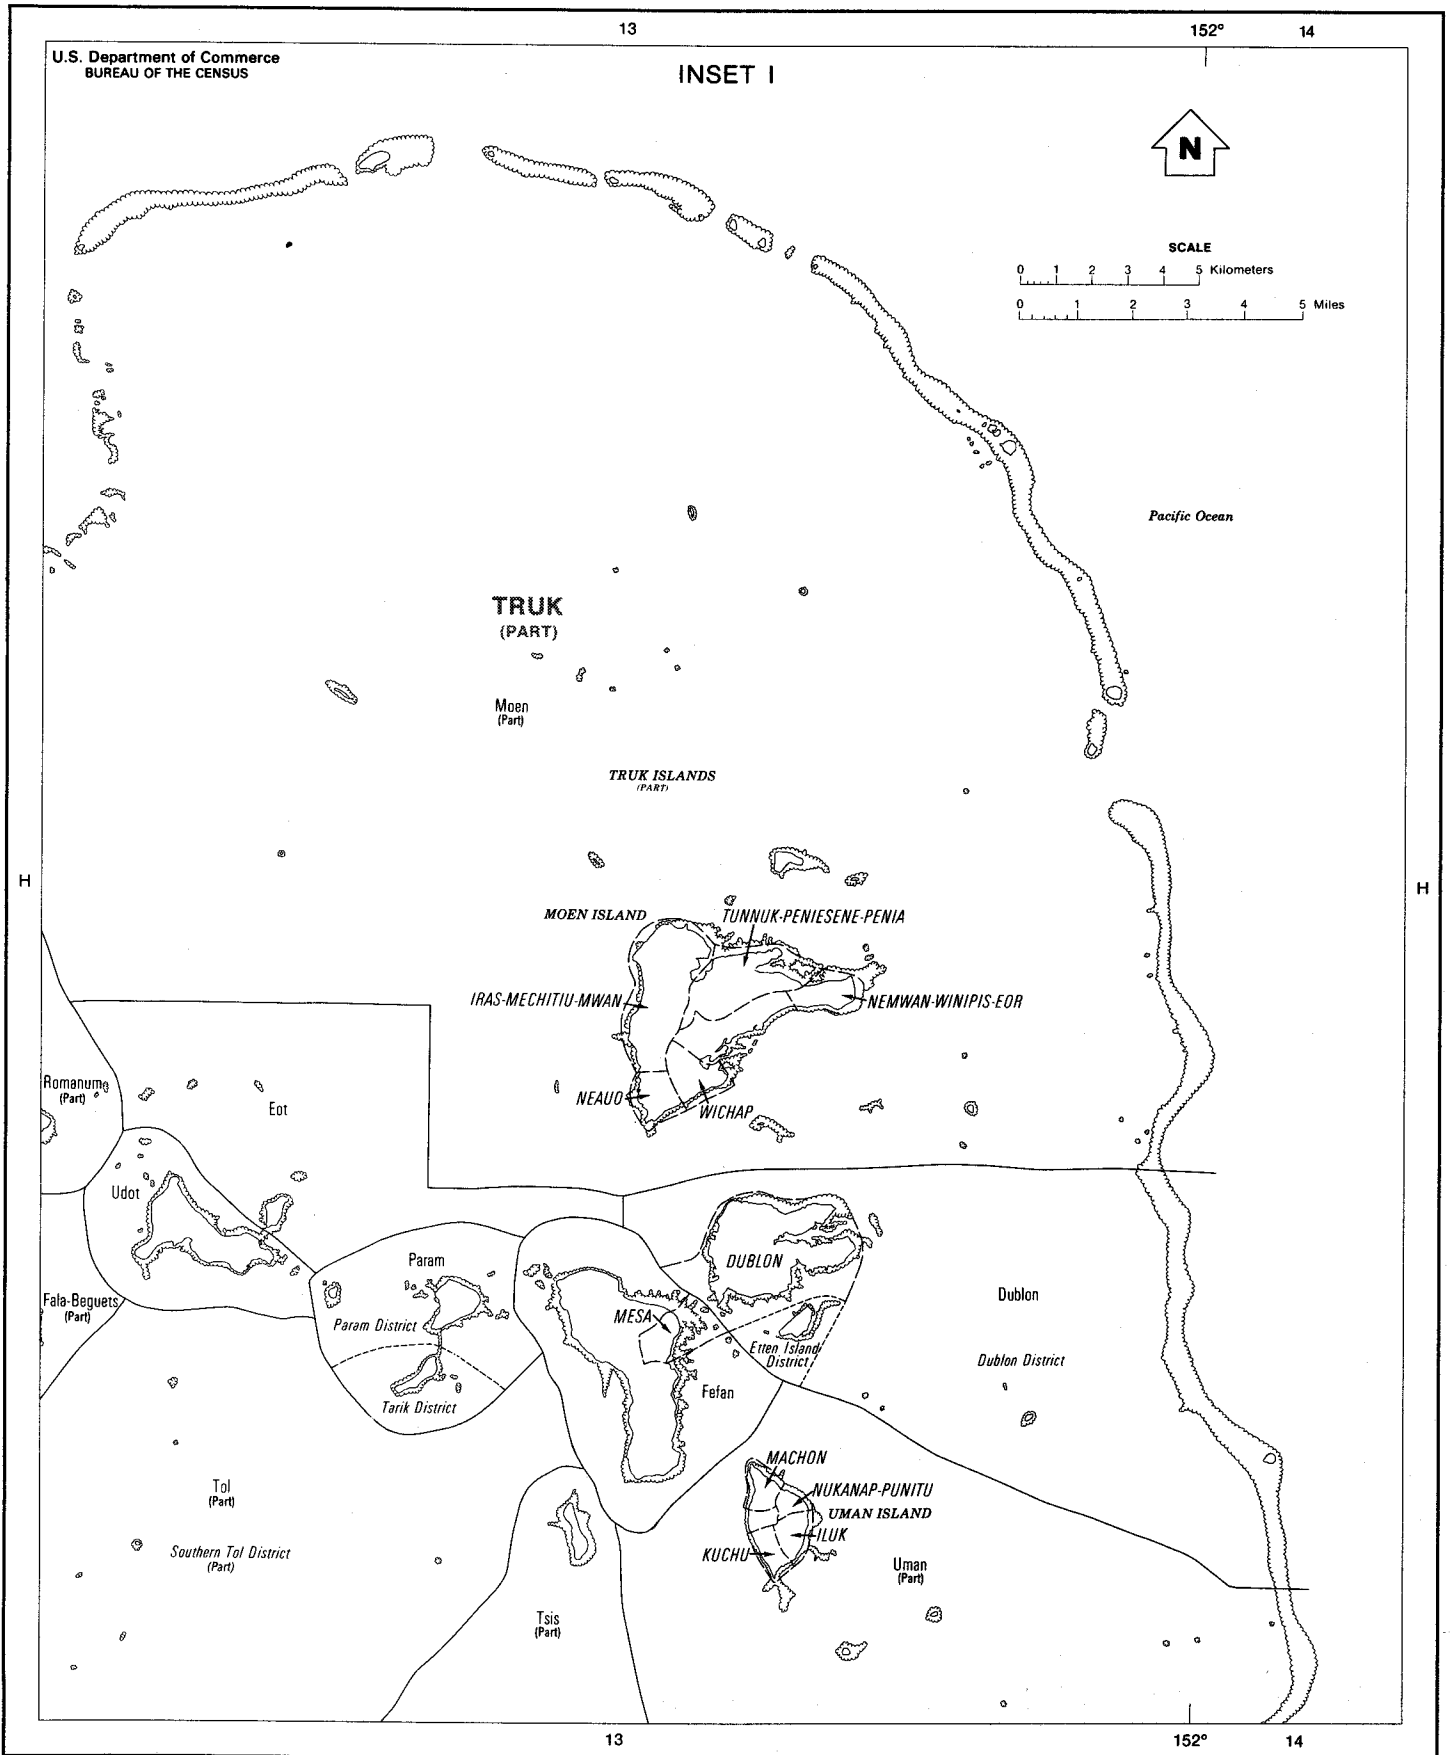 13
152° 14
U.S. Department of Commerce
BUREAU OF THE CENSUS
INSET I
N
SCALE
0 1 2 3 4 5 Kilometers
0 1 2 3 4 5 Miles
Pacific Ocean
TRUK
(PART)
Moen
(Part)
TRUK ISLANDS
(PART)
H
H
MOEN ISLAND
TUNNUK-PENIESENE-PENIA
IRAS-MECHITIU-MWAN
NEMWAN-WINIPIS-EOR
Romanum
(Part)
Eot
NEAUO
WICHAP
Udot
Param
DUBLON
Fala-Beguets
(Part)
Dublon
MESA
Param District
Etten Island
District
Dublon District
Fefan
Tarik District
MACHON
Tol
(Part)
NUKANAP-PUNITU
UMAN ISLAND
ILUK
Southern Tol District
(Part)
KUCHU
Uman
(Part)
Tsis
(Part)
13
152° 14